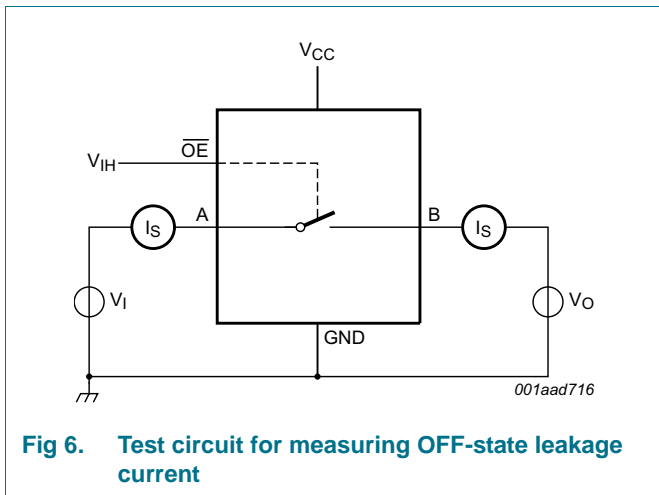 VCC
OE
VIH
A
B
IS
IS
VI
VO
GND
001aad716
Fig 6. Test circuit for measuring OFF-state leakage
current